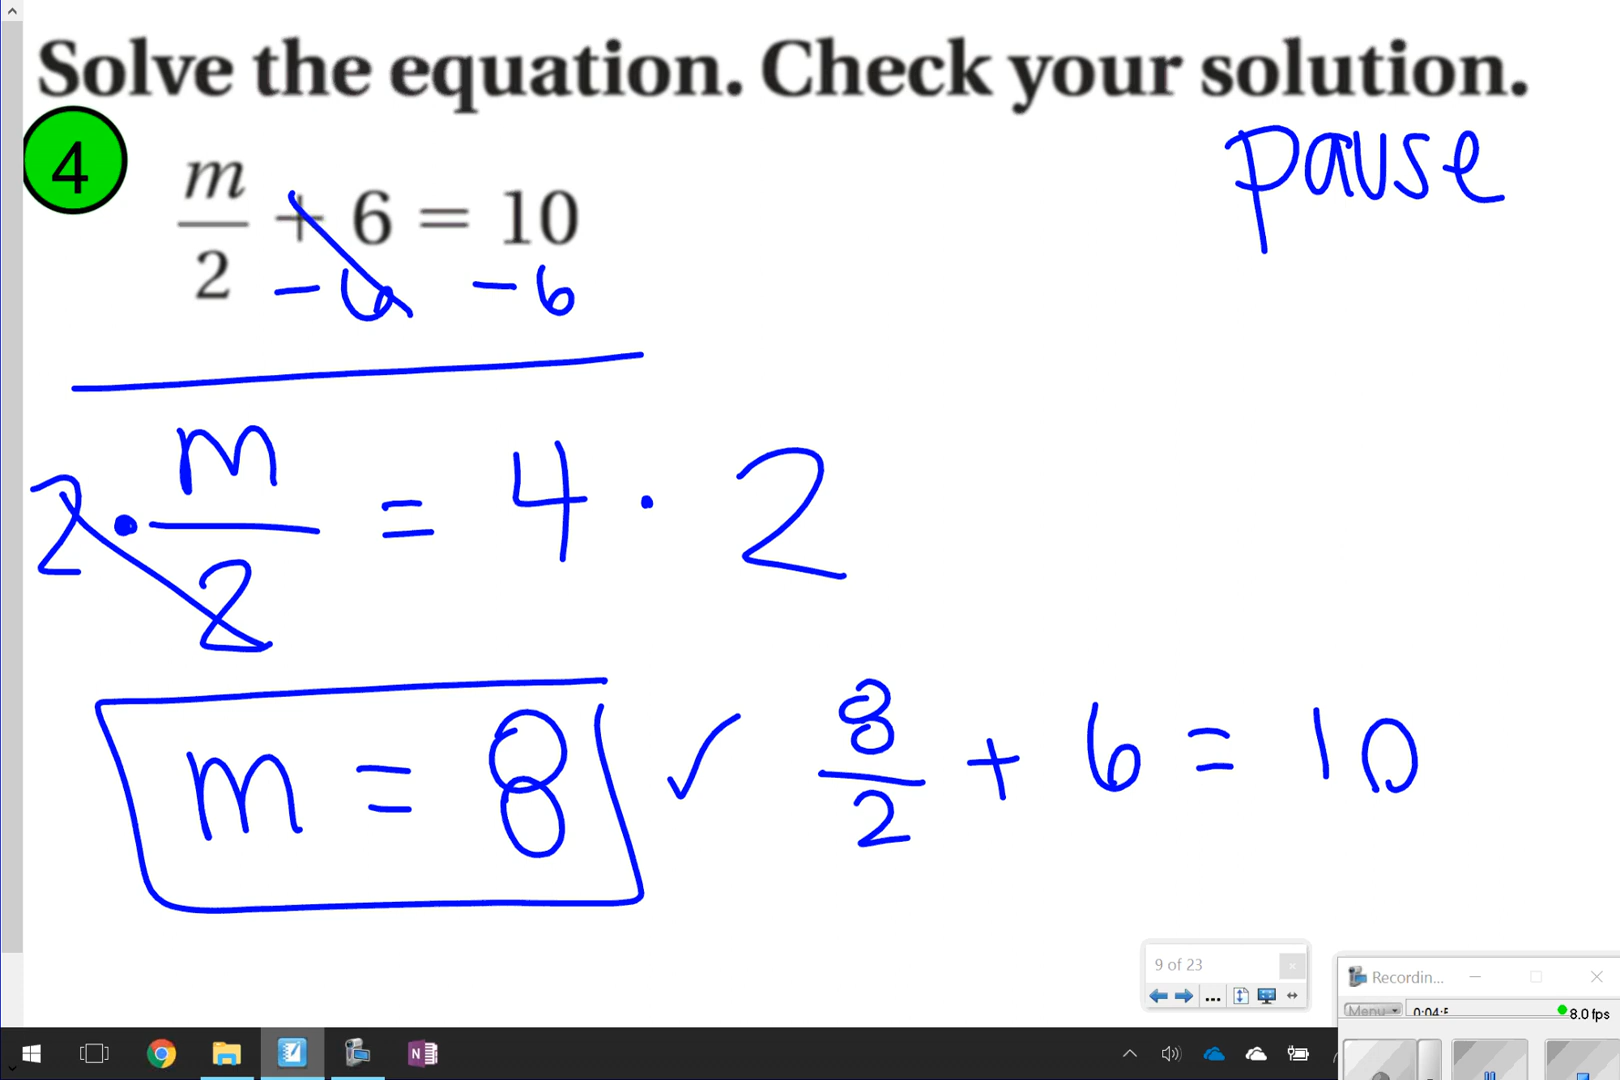 Solve the equation. Check your solution.
pause
4
m/2 + 6 = 10
- 6 - 6
2 · m/2 = 4 · 2
m = 8 ✓ 8/2 + 6 = 10
9 of 23
Recordin...
Menu
8.0 fps
N